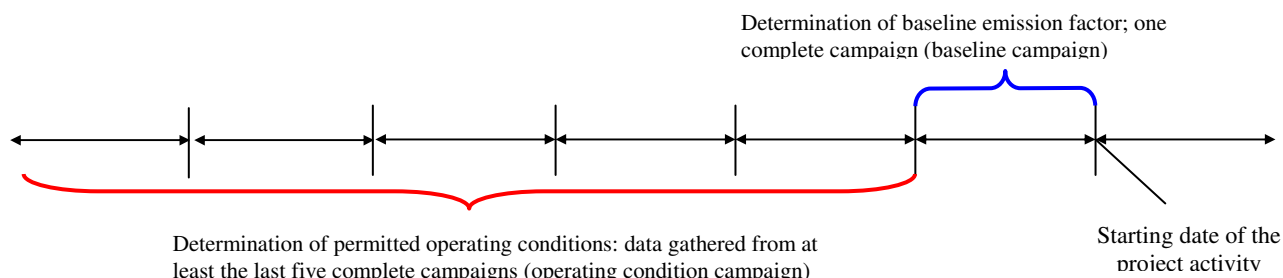 Determination of baseline emission factor; one
complete campaign (baseline campaign)
Determination of permitted operating conditions: data gathered from at
least the last five complete campaigns (operating condition campaign)
Starting date of the
project activity